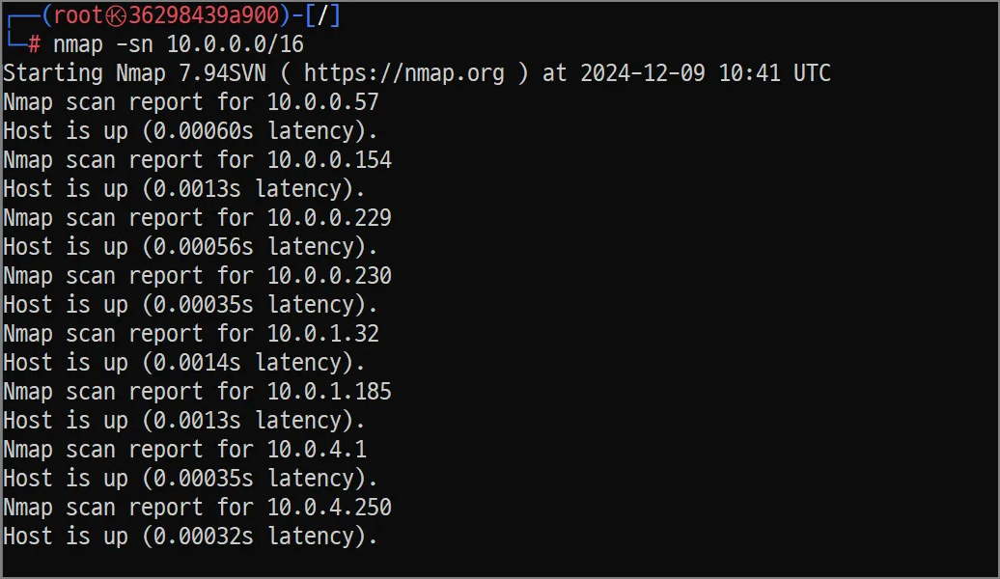 ┌──(root㉿36298439a900)-[/]
└─# nmap -sn 10.0.0.0/16
Starting Nmap 7.94SVN ( https://nmap.org ) at 2024-12-09 10:41 UTC
Nmap scan report for 10.0.0.57
Host is up (0.00060s latency).
Nmap scan report for 10.0.0.154
Host is up (0.0013s latency).
Nmap scan report for 10.0.0.229
Host is up (0.00056s latency).
Nmap scan report for 10.0.0.230
Host is up (0.00035s latency).
Nmap scan report for 10.0.1.32
Host is up (0.0014s latency).
Nmap scan report for 10.0.1.185
Host is up (0.0013s latency).
Nmap scan report for 10.0.4.1
Host is up (0.00035s latency).
Nmap scan report for 10.0.4.250
Host is up (0.00032s latency).